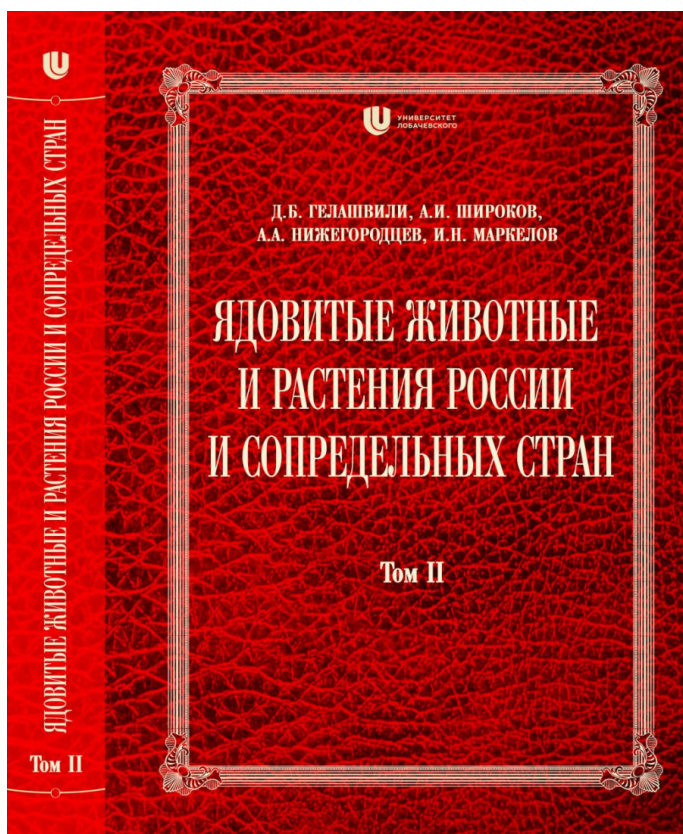 ЯДОВИТЫЕ ЖИВОТНЫЕ И РАСТЕНИЯ РОССИИ И СОПРЕДЕЛЬНЫХ СТРАН
Том II
УНИВЕРСИТЕТ
ЛОБАЧЕВСКОГО
Д.Б. ГЕЛАШВИЛИ, А.И. ШИРОКОВ,
А.А. НИЖЕГОРОДЦЕВ, И.Н. МАРКЕЛОВ
ЯДОВИТЫЕ ЖИВОТНЫЕ
И РАСТЕНИЯ РОССИИ
И СОПРЕДЕЛЬНЫХ СТРАН
Том II